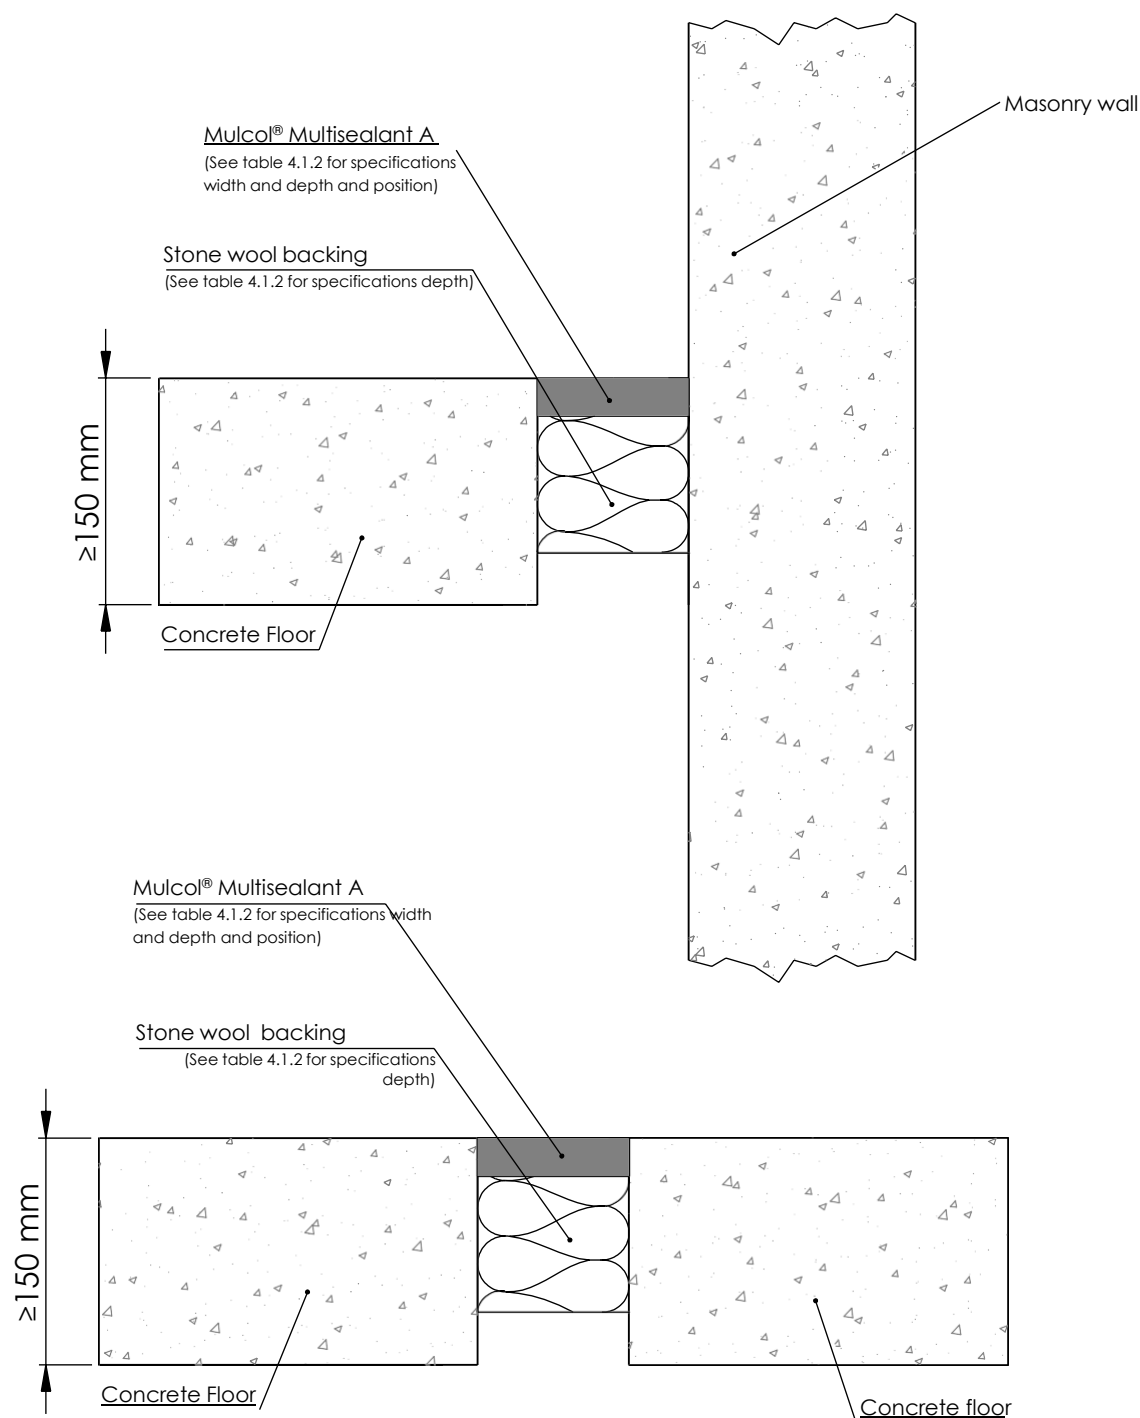 Masonry wall
Mulcol® Multisealant A
(See table 4.1.2 for specifications
width and depth and position)
Stone wool backing
(See table 4.1.2 for specifications depth)
≥150 mm
Concrete Floor
Mulcol® Multisealant A
(See table 4.1.2 for specifications width
and depth and position)
Stone wool backing
(See table 4.1.2 for specifications
depth)
≥150 mm
Concrete Floor
Concrete floor